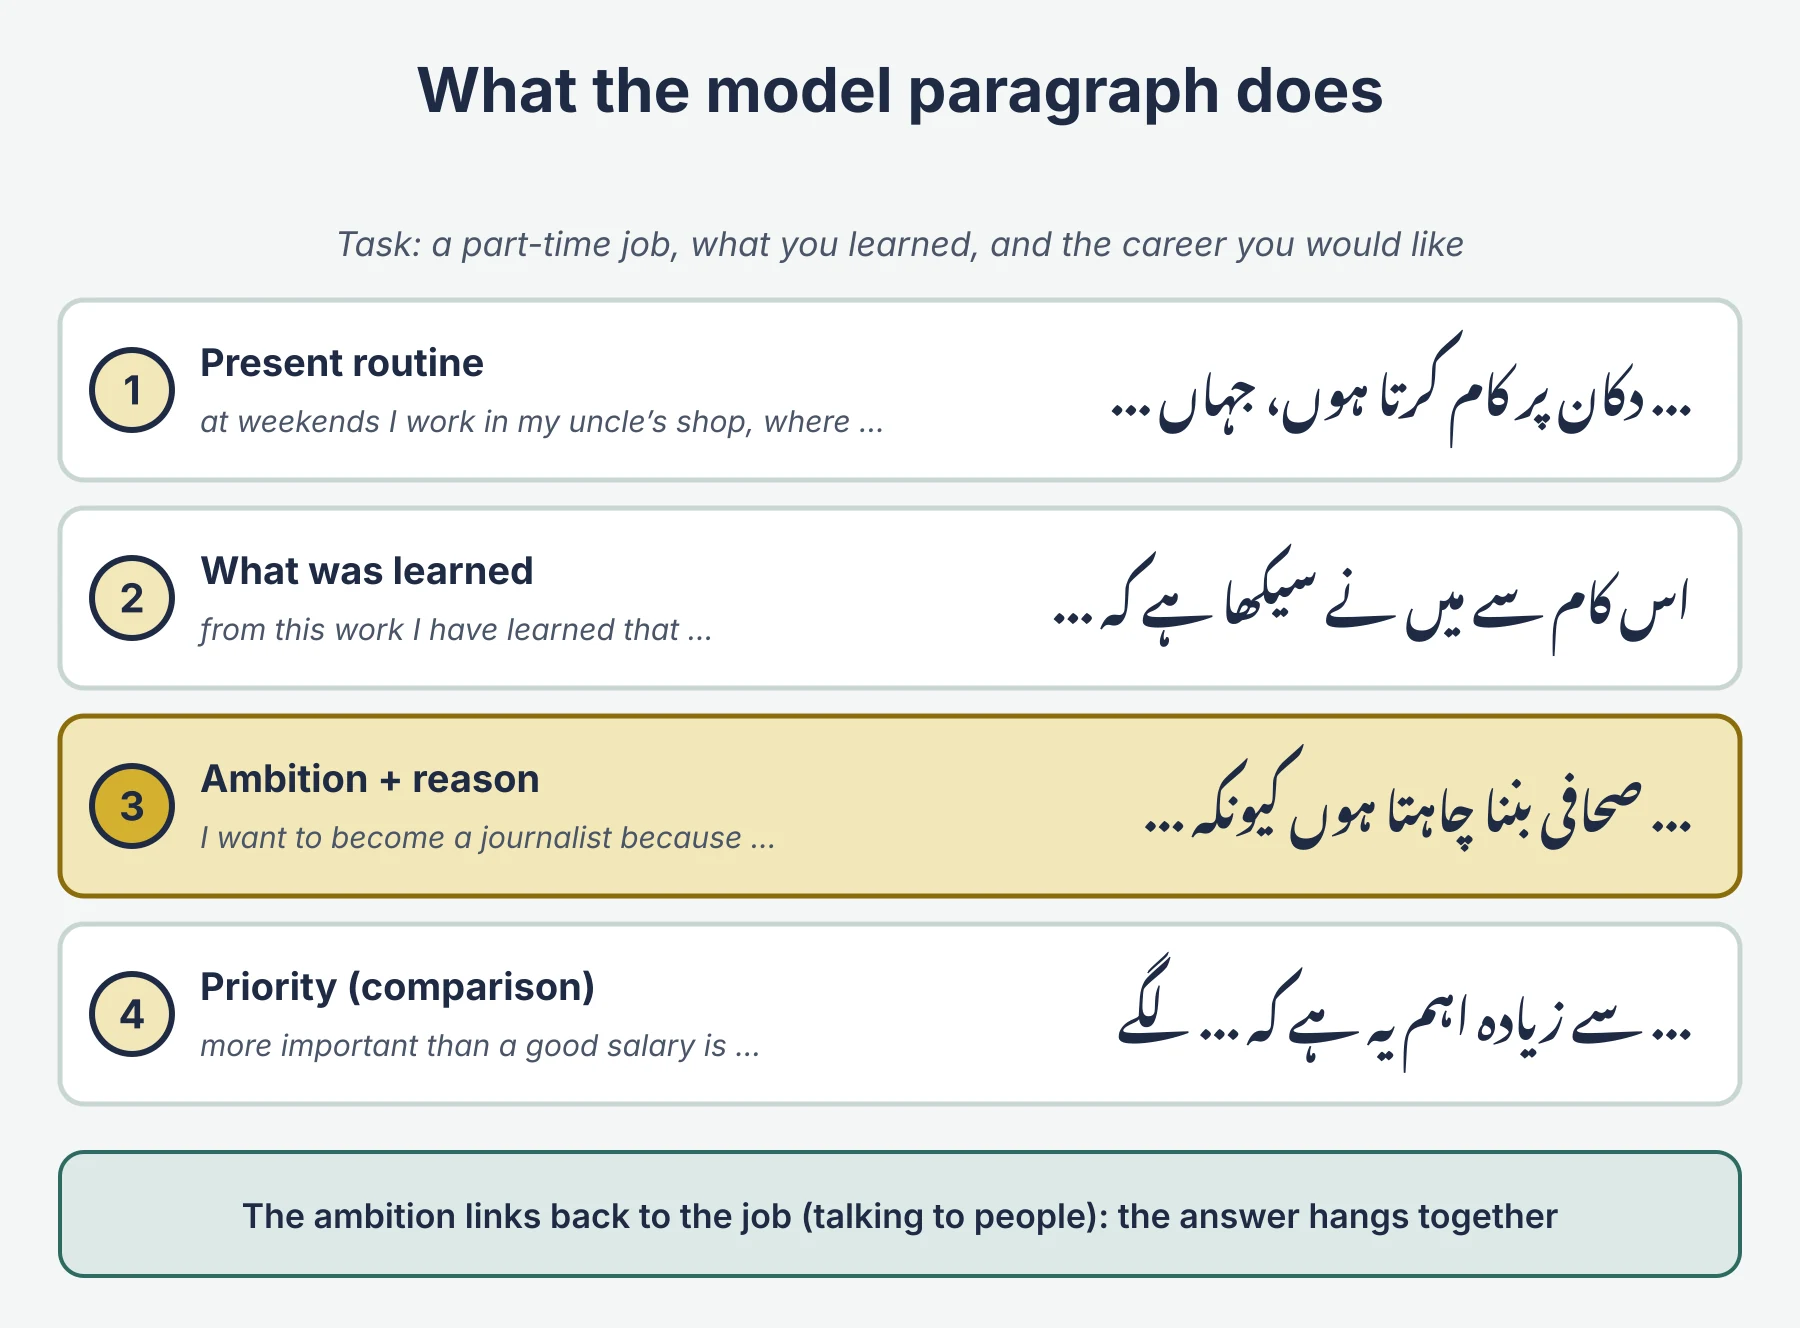 What the model paragraph does
Task: a part-time job, what you learned, and the career you would like
1
Present routine
at weekends I work in my uncle’s shop, where ...
... دکان پر کام کرتا ہوں، جہاں ...
2
What was learned
from this work I have learned that ...
اس کام سے میں نے سیکھا ہے کہ ...
3
Ambition + reason
I want to become a journalist because ...
... صحافی بننا چاہتا ہوں کیونکہ ...
4
Priority (comparison)
more important than a good salary is ...
... سے زیادہ اہم یہ ہے کہ ... لگے
The ambition links back to the job (talking to people): the answer hangs together